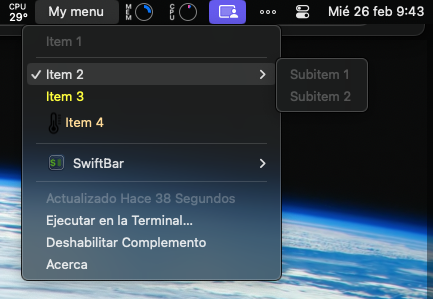 CPU 29° My menu MEM CPU Mié 26 feb 9:43
Item 1
Item 2
Subitem 1
Subitem 2
Item 3
Item 4
SwiftBar
Actualizado Hace 38 Segundos
Ejecutar en la Terminal...
Deshabilitar Complemento
Acerca